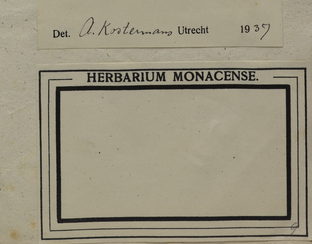 Det. A. Kostermans Utrecht 1937
HERBARIUM MONACENSE.